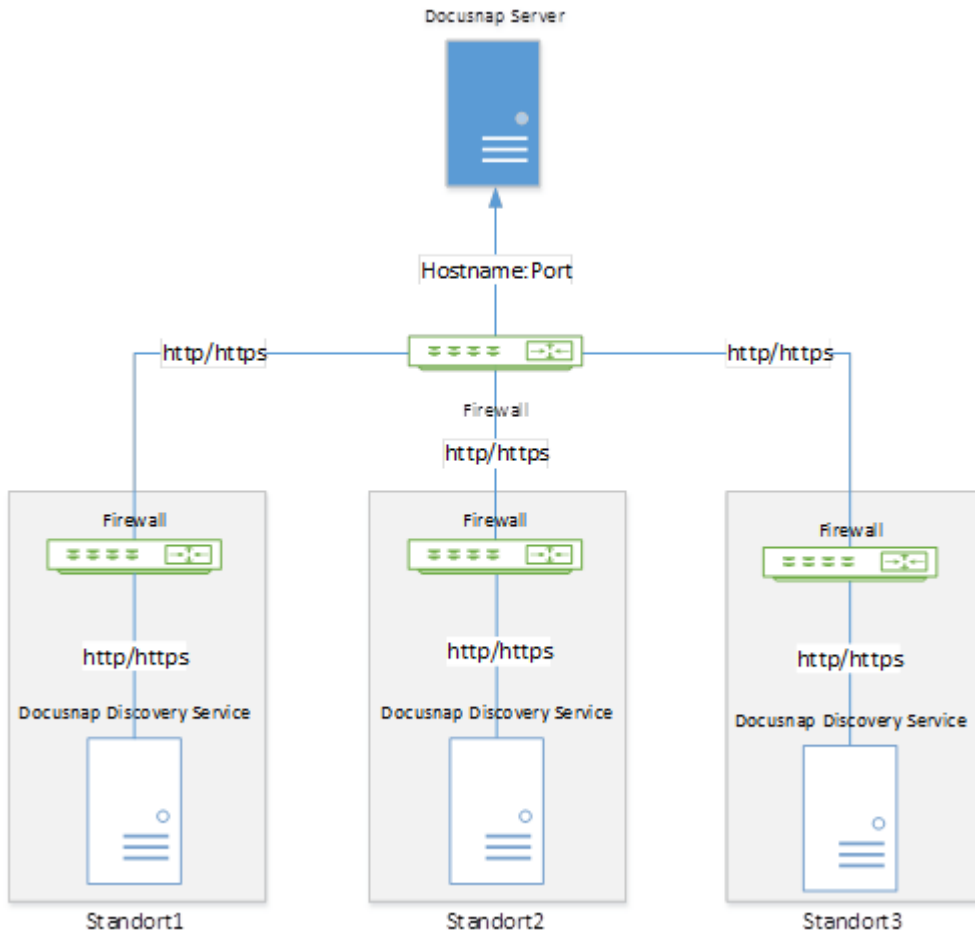 Docusnap Server
Hostname:Port
http/https
http/https
Firewall
http/https
Firewall
Firewall
Firewall
http/https
http/https
http/https
Docusnap Discovery Service
Docusnap Discovery Service
Docusnap Discovery Service
Standort1
Standort2
Standort3